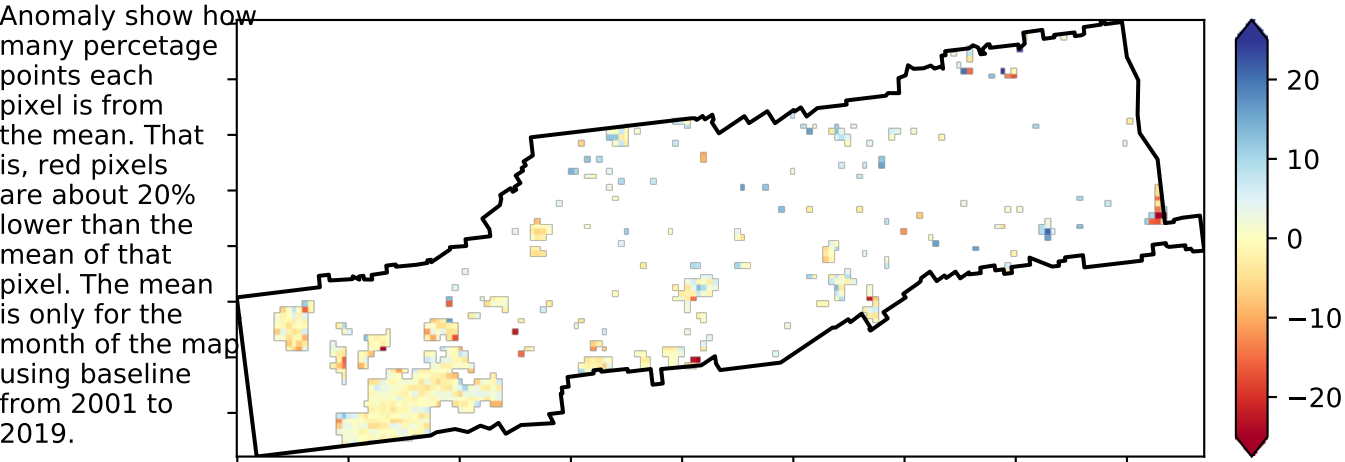 Anomaly show how
many percetage
points each
pixel is from
the mean. That
is, red pixels
are about 20%
lower than the
mean of that
pixel. The mean
is only for the
month of the map
using baseline
from 2001 to
2019.
20
10
0
−10
−20